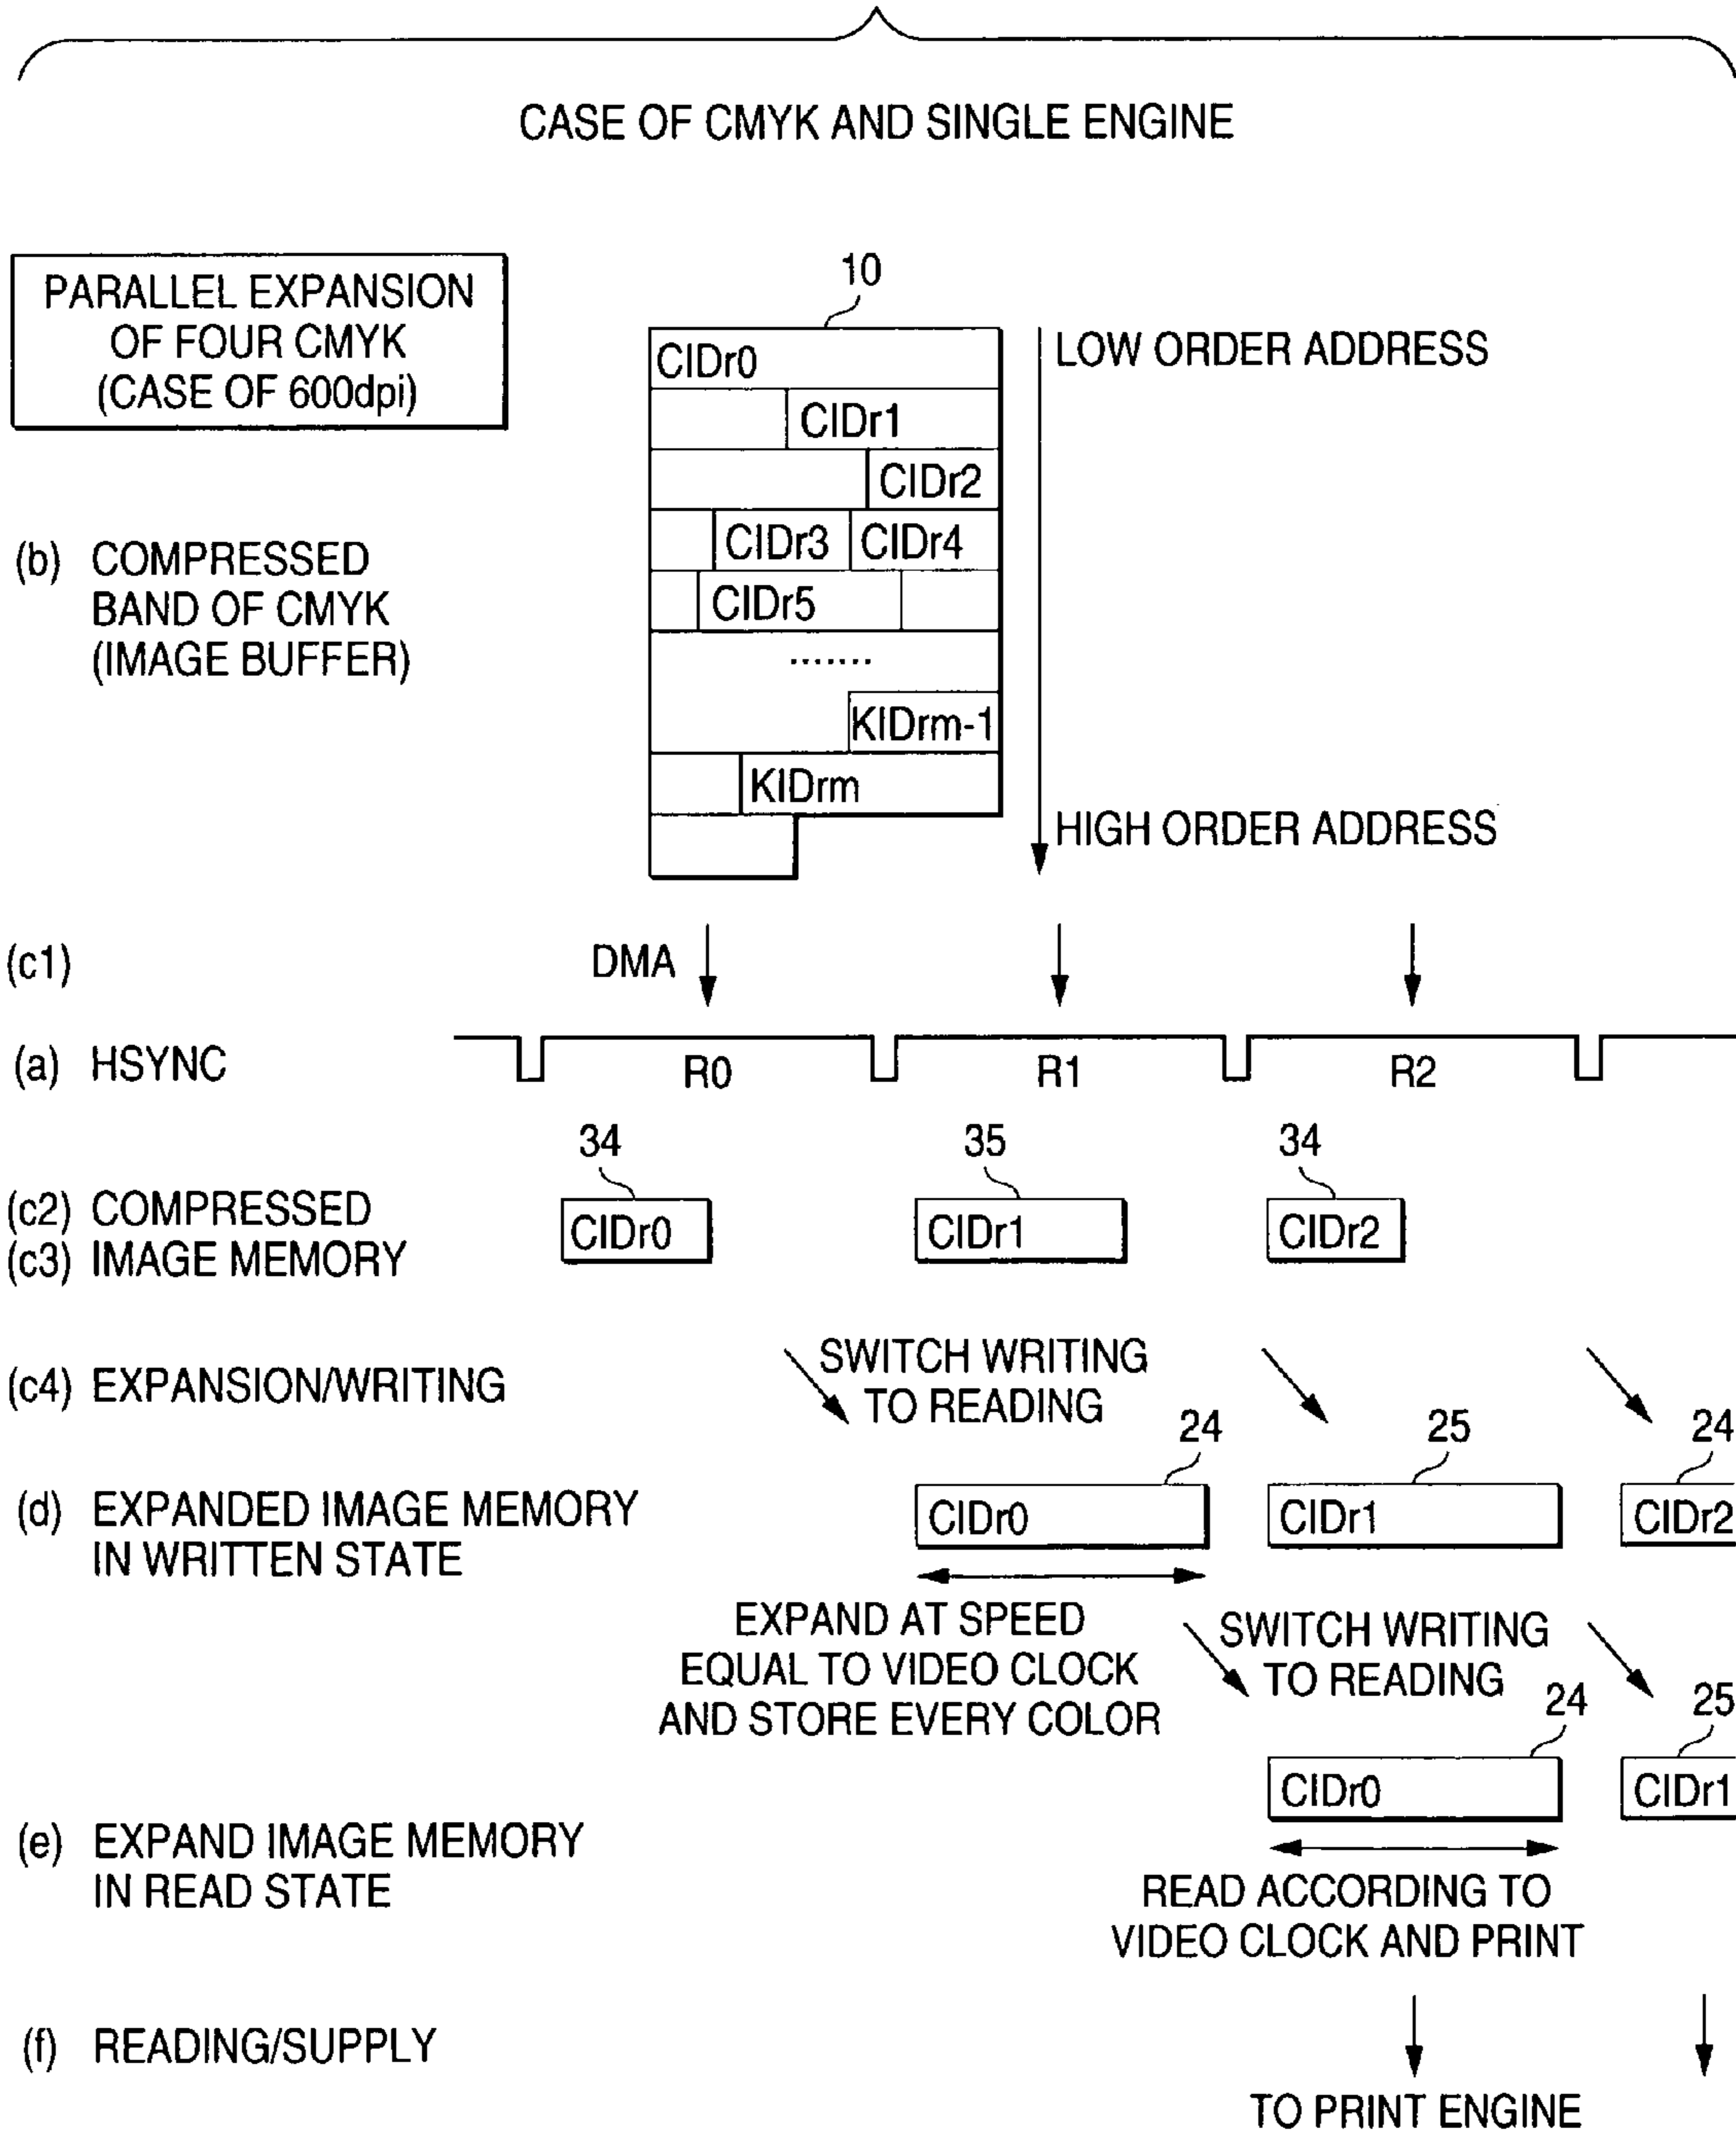 CASE OF CMYK AND SINGLE ENGINE
PARALLEL EXPANSION
OF FOUR CMYK
(CASE OF 600dpi)
10
CIDr0
LOW ORDER ADDRESS
CIDr1
CIDr2
(b) COMPRESSED
BAND OF CMYK
(IMAGE BUFFER)
CIDr3 CIDr4
CIDr5
.......
KIDrm-1
KIDrm
HIGH ORDER ADDRESS
(c1) DMA
(a) HSYNC R0 R1 R2
34 35 34
(c2) COMPRESSED
(c3) IMAGE MEMORY
CIDr0 CIDr1 CIDr2
(c4) EXPANSION/WRITING
SWITCH WRITING
TO READING
24 25 24
(d) EXPANDED IMAGE MEMORY
IN WRITTEN STATE
CIDr0 CIDr1 CIDr2
EXPAND AT SPEED
EQUAL TO VIDEO CLOCK
AND STORE EVERY COLOR
SWITCH WRITING
TO READING
24 25
CIDr0 CIDr1
(e) EXPAND IMAGE MEMORY
IN READ STATE
READ ACCORDING TO
VIDEO CLOCK AND PRINT
(f) READING/SUPPLY
TO PRINT ENGINE